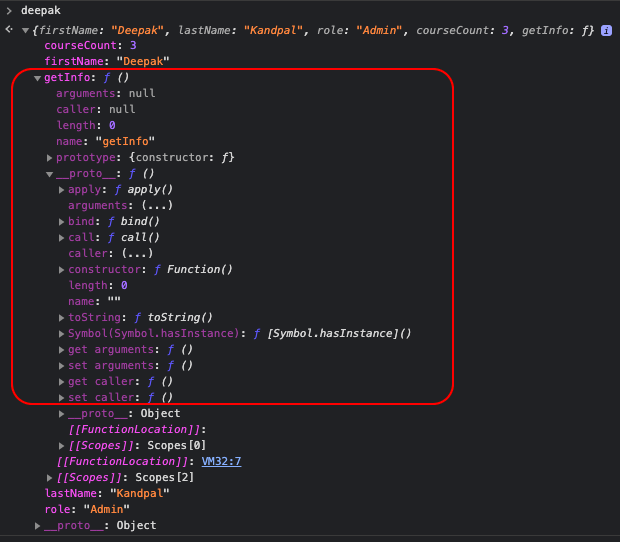 deepak
{firstName: "Deepak", lastName: "Kandpal", role: "Admin", courseCount: 3, getInfo: ƒ} i
courseCount: 3
firstName: "Deepak"
getInfo: ƒ ()
arguments: null
caller: null
length: 0
name: "getInfo"
prototype: {constructor: ƒ}
__proto__: ƒ ()
apply: ƒ apply()
arguments: (...)
bind: ƒ bind()
call: ƒ call()
caller: (...)
constructor: ƒ Function()
length: 0
name: ""
toString: ƒ toString()
Symbol(Symbol.hasInstance): ƒ [Symbol.hasInstance]()
get arguments: ƒ ()
set arguments: ƒ ()
get caller: ƒ ()
set caller: ƒ ()
__proto__: Object
[[FunctionLocation]]:
[[Scopes]]: Scopes[0]
[[FunctionLocation]]: VM32:7
[[Scopes]]: Scopes[2]
lastName: "Kandpal"
role: "Admin"
__proto__: Object